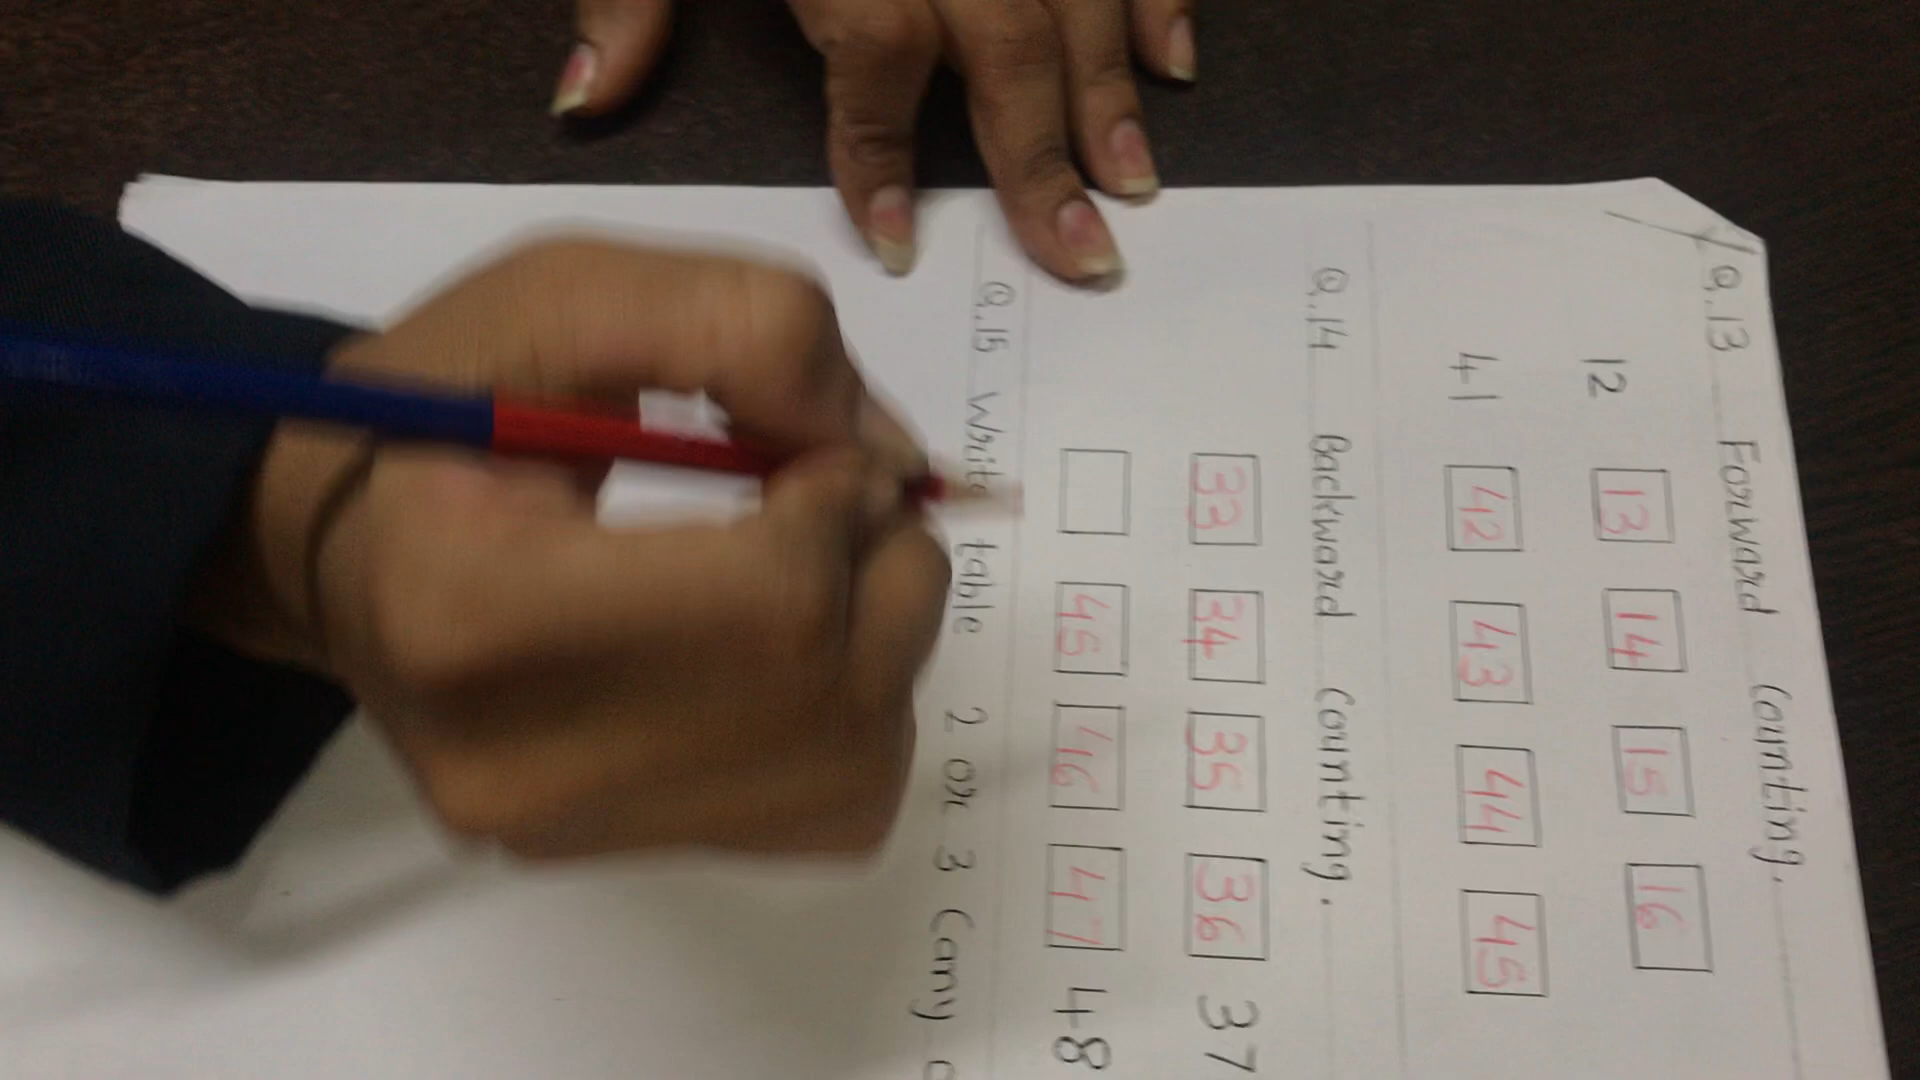 Q.13 Forward Counting.
12 13 14 15 16
41 42 43 44 45
Q.14 Backward Counting.
33 34 35 36 37
45 46 47 48
Q.15 Write table 2 or 3 (any